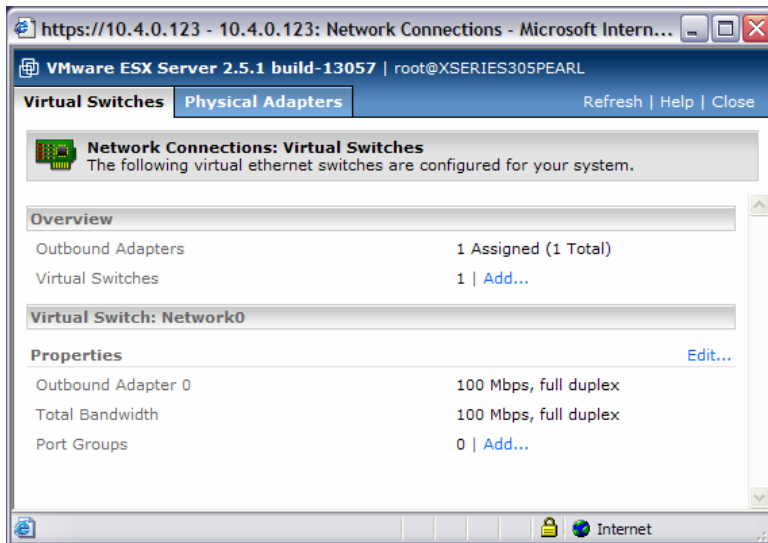 https://10.4.0.123 - 10.4.0.123: Network Connections - Microsoft Intern...
VMware ESX Server 2.5.1 build-13057 | root@XSERIES305PEARL
Virtual Switches Physical Adapters Refresh | Help | Close
Network Connections: Virtual Switches
The following virtual ethernet switches are configured for your system.
Overview
Outbound Adapters 1 Assigned (1 Total)
Virtual Switches 1 | Add...
Virtual Switch: Network0
Properties Edit...
Outbound Adapter 0 100 Mbps, full duplex
Total Bandwidth 100 Mbps, full duplex
Port Groups 0 | Add...
Internet